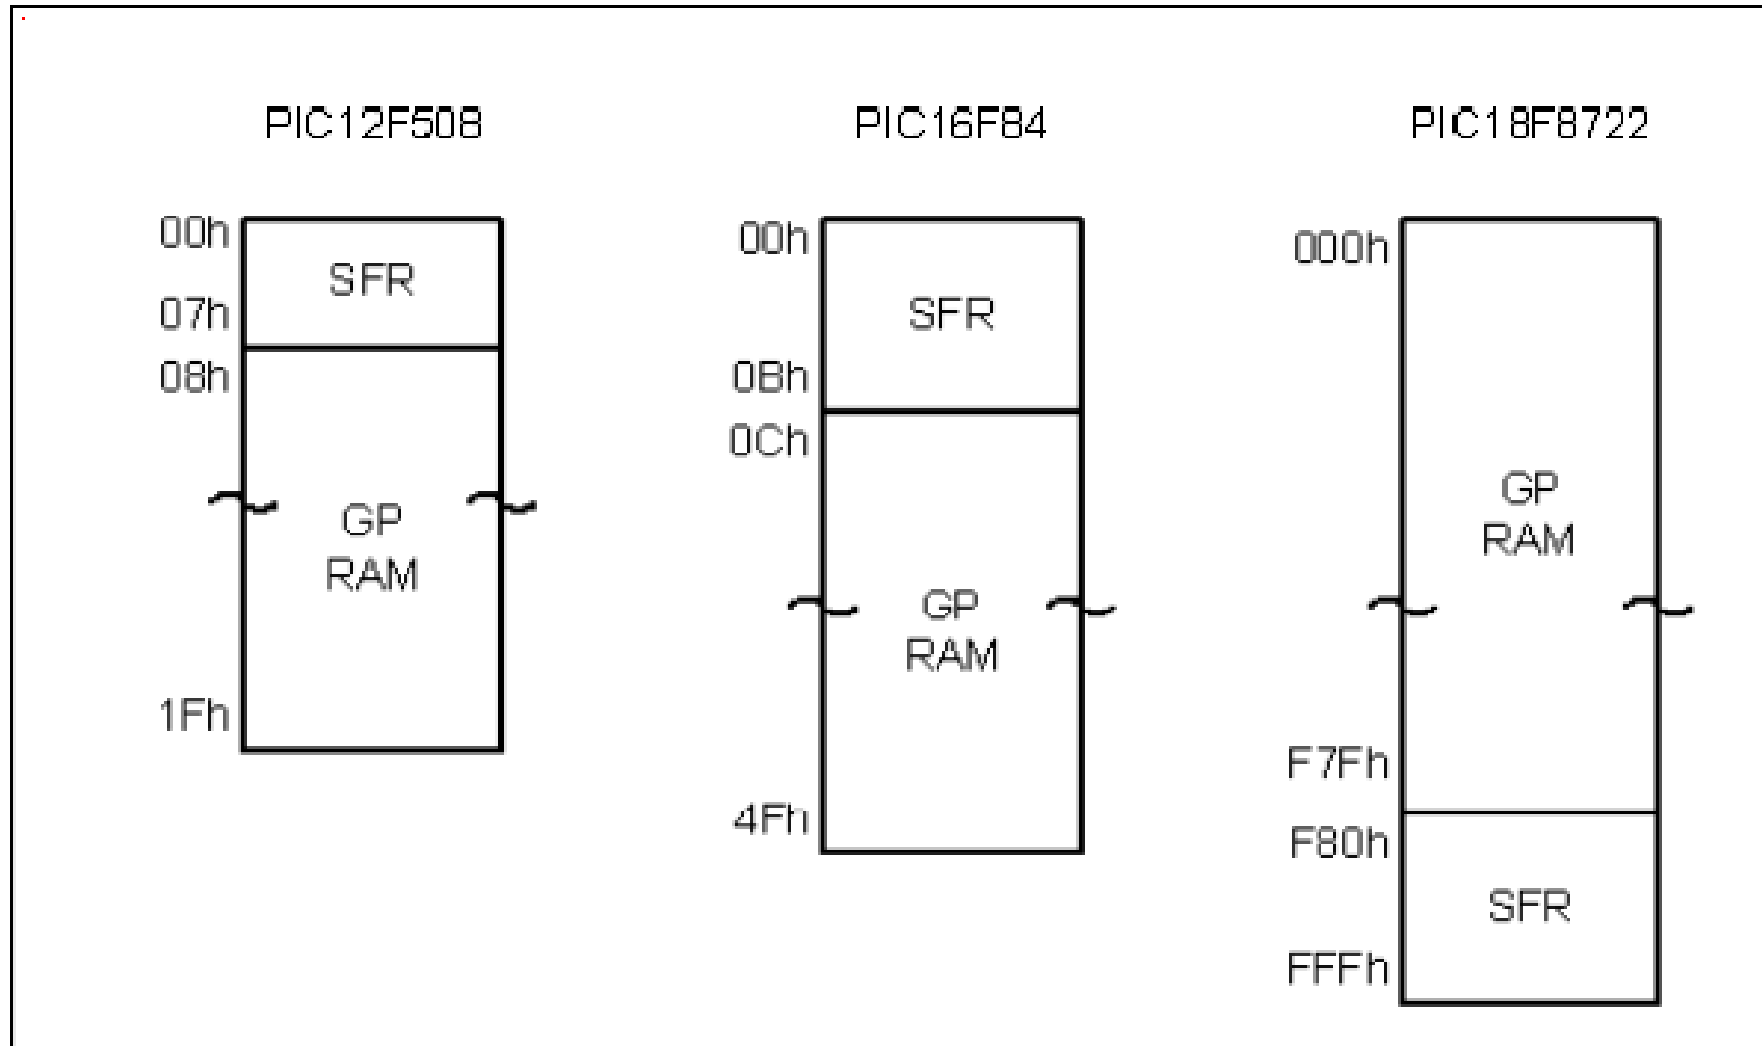 PIC12F508
00h
SFR
07h
08h
GP
RAM
1Fh
PIC16F84
00h
SFR
0Bh
0Ch
GP
RAM
4Fh
PIC18F8722
000h
GP
RAM
F7Fh
F80h
SFR
FFFh